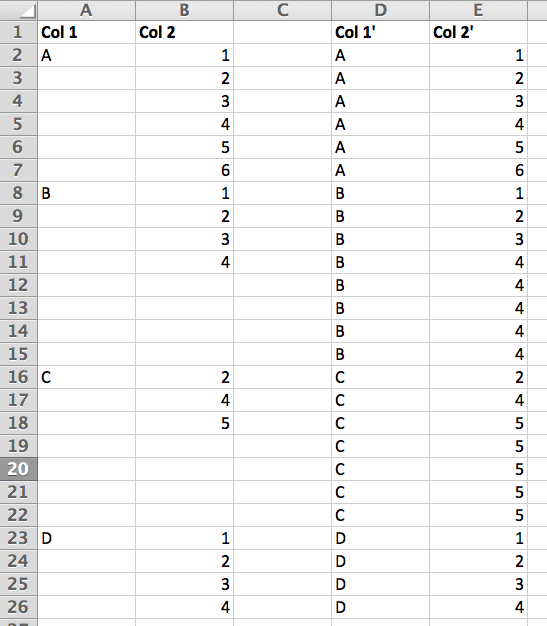 A B C D E
1 Col 1 Col 2 Col 1' Col 2'
2 A 1 A 1
3 2 A 2
4 3 A 3
5 4 A 4
6 5 A 5
7 6 A 6
8 B 1 B 1
9 2 B 2
10 3 B 3
11 4 B 4
12 B 4
13 B 4
14 B 4
15 B 4
16 C 2 C 2
17 4 C 4
18 5 C 5
19 C 5
20 C 5
21 C 5
22 C 5
23 D 1 D 1
24 2 D 2
25 3 D 3
26 4 D 4